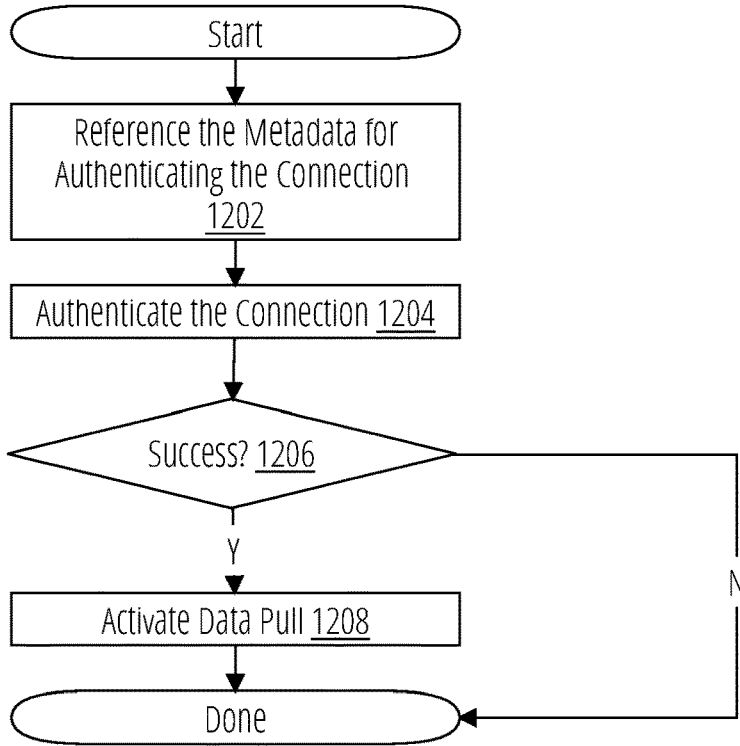 Start
Reference the Metadata for
Authenticating the Connection
1202
Authenticate the Connection 1204
Success? 1206
Y
N
Activate Data Pull 1208
Done